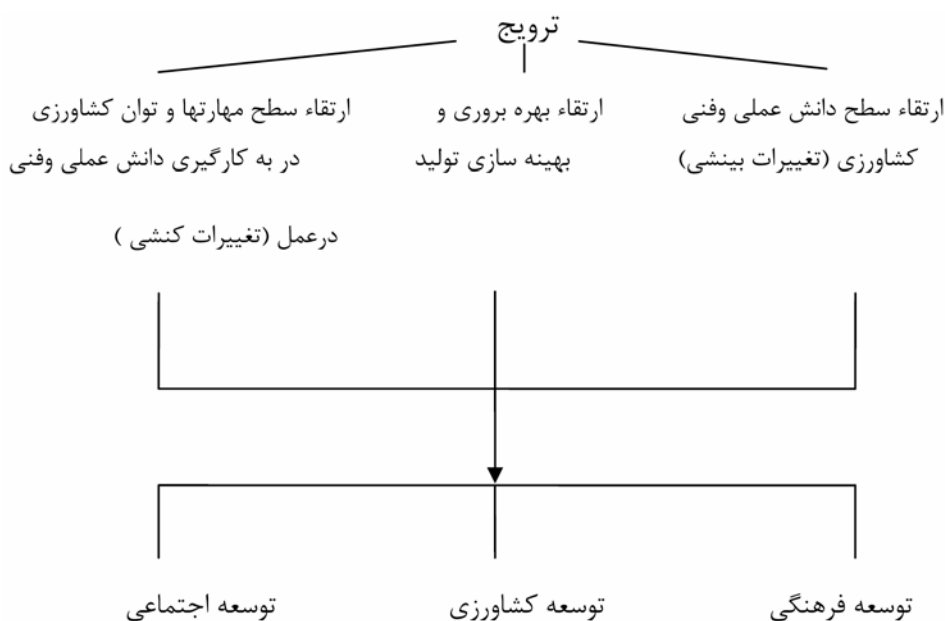 ترویج
ارتقاء سطح دانش عملی وفنی
کشاورزی (تغییرات بینشی)
ارتقاء بهره بروری و
بهینه سازی تولید
ارتقاء سطح مهارتها و توان کشاورزی
در به کارگیری دانش عملی وفنی
درعمل (تغییرات کنشی )
توسعه فرهنگی
توسعه کشاورزی
توسعه اجتماعی